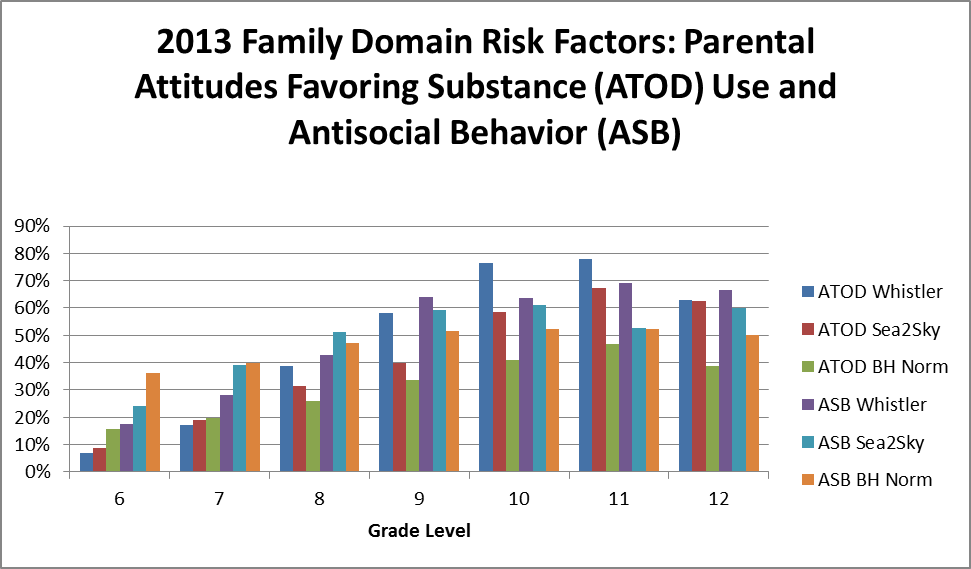 2013 Family Domain Risk Factors: Parental
Attitudes Favoring Substance (ATOD) Use and
Antisocial Behavior (ASB)
90%
80%
70%
60%
50%
40%
30%
20%
10%
0%
6 7 8 9 10 11 12
Grade Level
ATOD Whistler
ATOD Sea2Sky
ATOD BH Norm
ASB Whistler
ASB Sea2Sky
ASB BH Norm